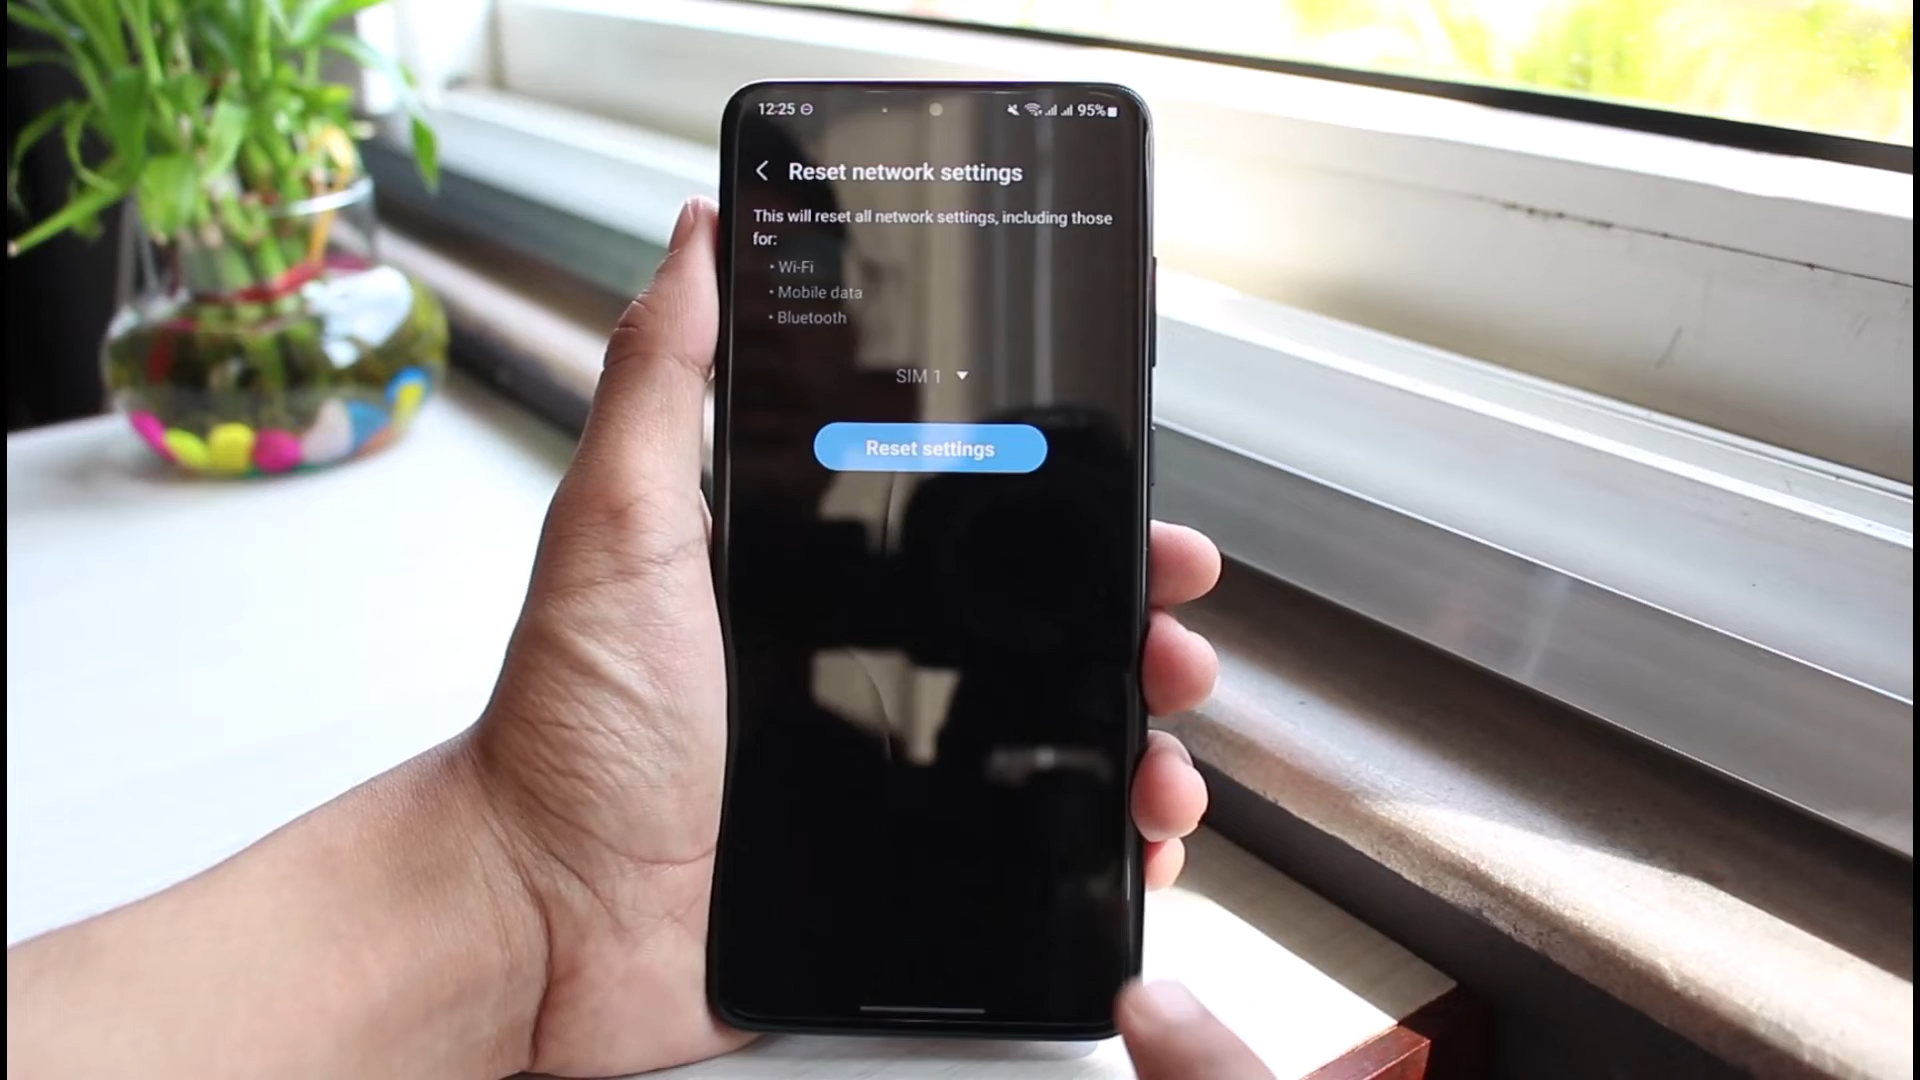 12:25 95%
Reset network settings
This will reset all network settings, including those
for:
• Wi-Fi
• Mobile data
• Bluetooth
SIM 1
Reset settings